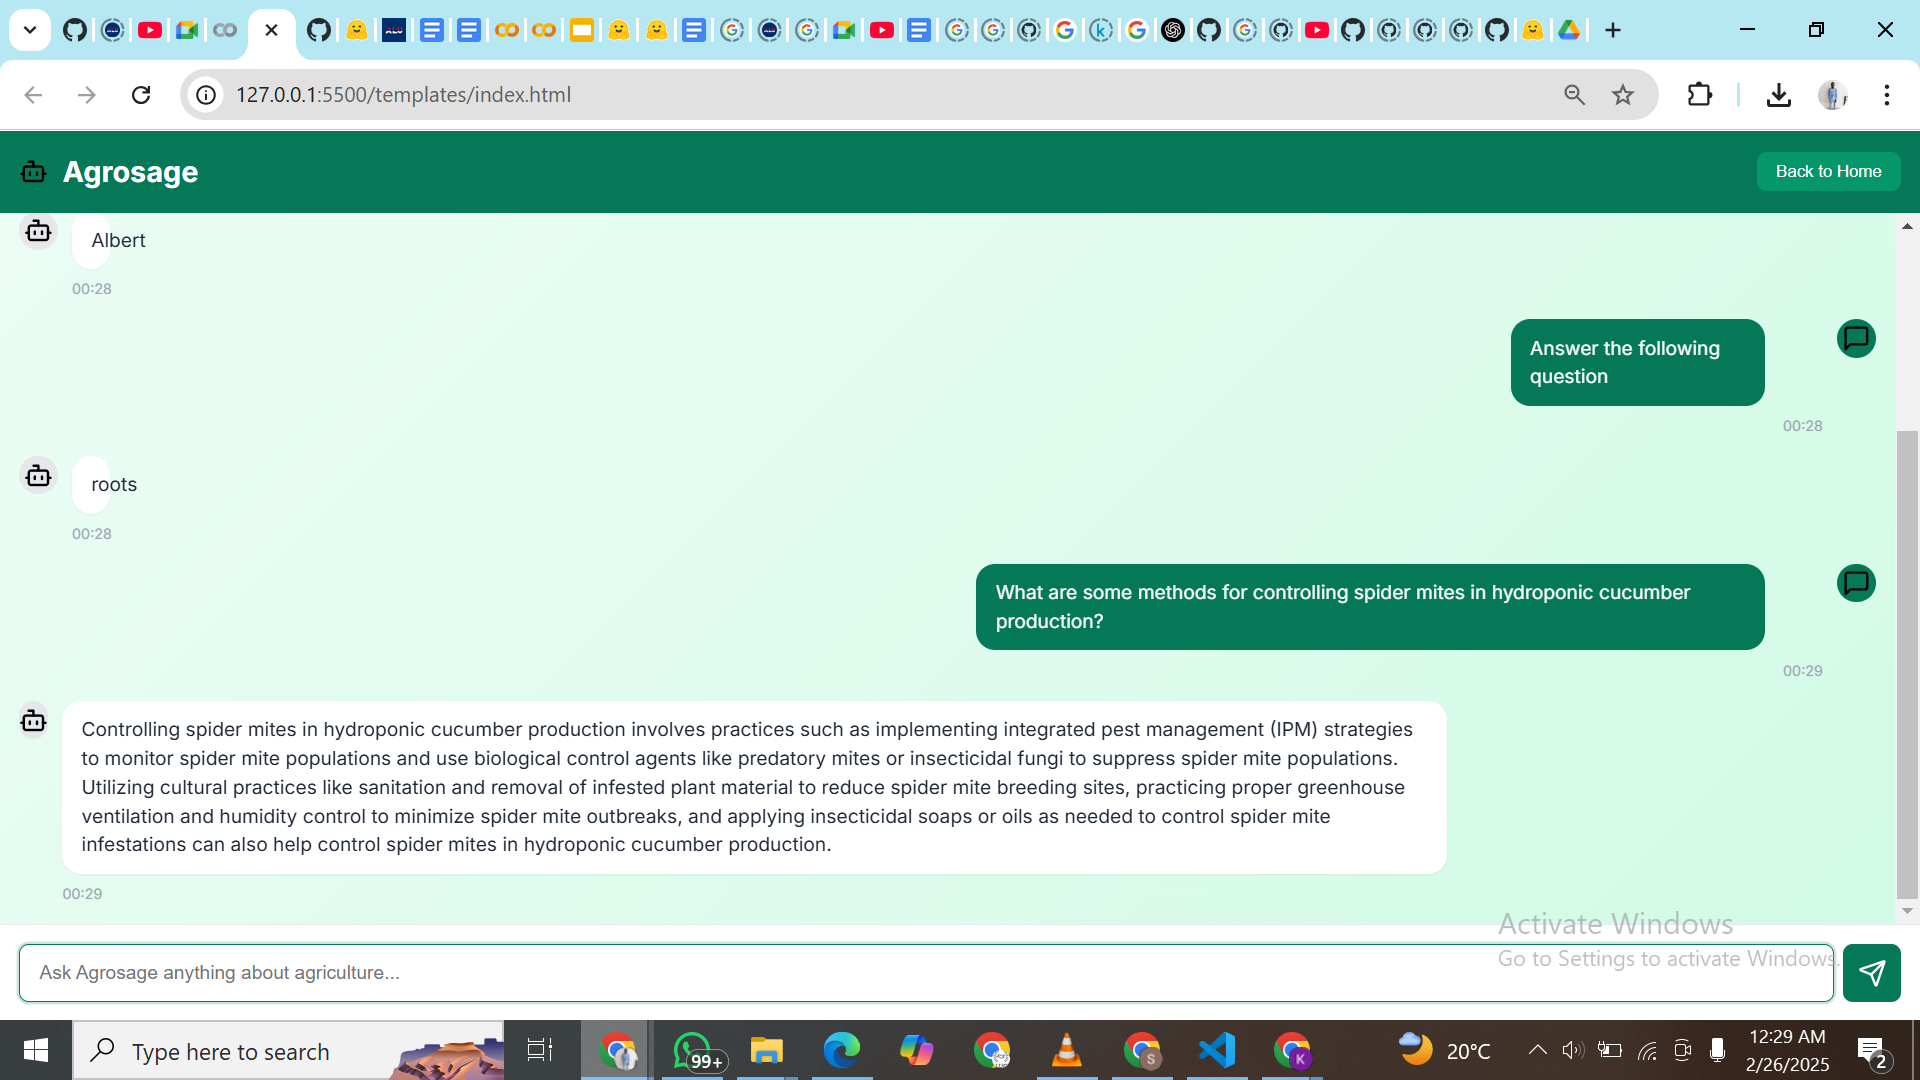 127.0.0.1:5500/templates/index.html
Agrosage
Back to Home
Albert
00:28
Answer the following
question
00:28
roots
00:28
What are some methods for controlling spider mites in hydroponic cucumber
production?
00:29
Controlling spider mites in hydroponic cucumber production involves practices such as implementing integrated pest management (IPM) strategies
to monitor spider mite populations and use biological control agents like predatory mites or insecticidal fungi to suppress spider mite populations.
Utilizing cultural practices like sanitation and removal of infested plant material to reduce spider mite breeding sites, practicing proper greenhouse
ventilation and humidity control to minimize spider mite outbreaks, and applying insecticidal soaps or oils as needed to control spider mite
infestations can also help control spider mites in hydroponic cucumber production.
00:29
Activate Windows
Go to Settings to activate Windows.
Ask Agrosage anything about agriculture...
Type here to search
99+
S
K
20°C
12:29 AM
2/26/2025
2